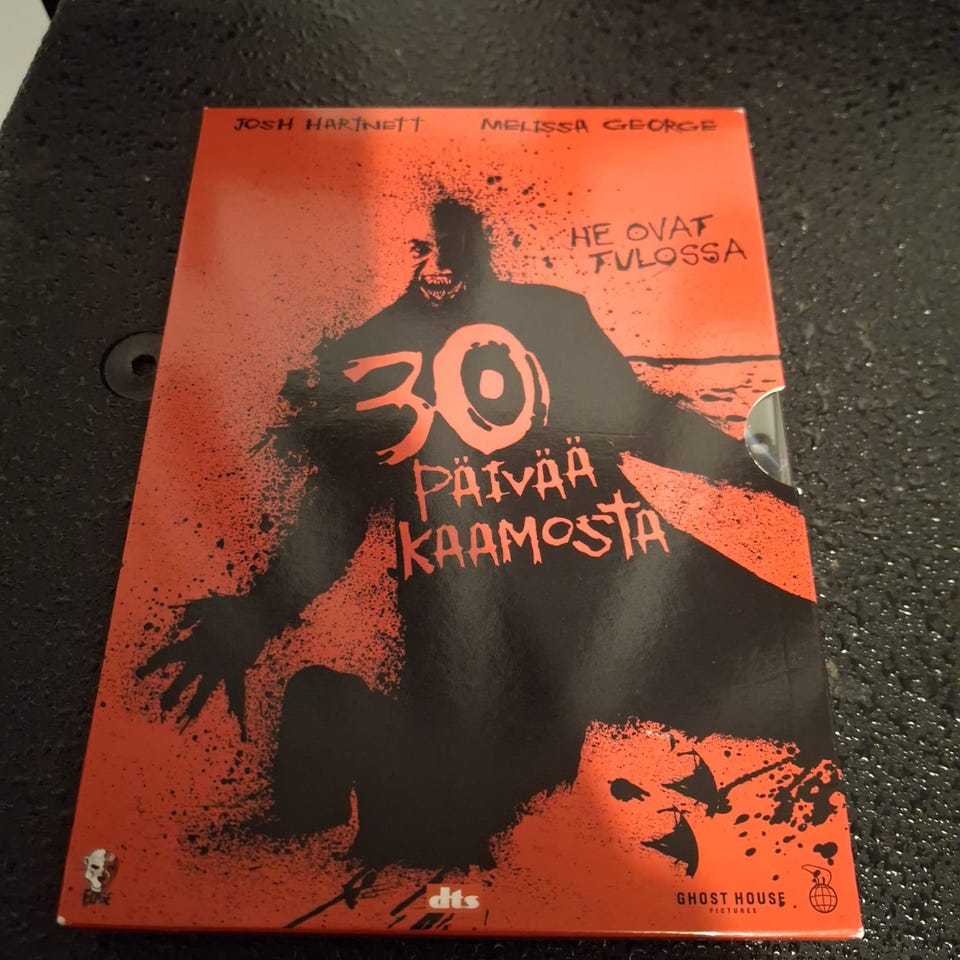 JOSH HARTNETT MELISSA GEORGE
HE OVAT
TULOSSA
30
PÄIVÄÄ
KAAMOSTA
dts
GHOST HOUSE
PICTURES